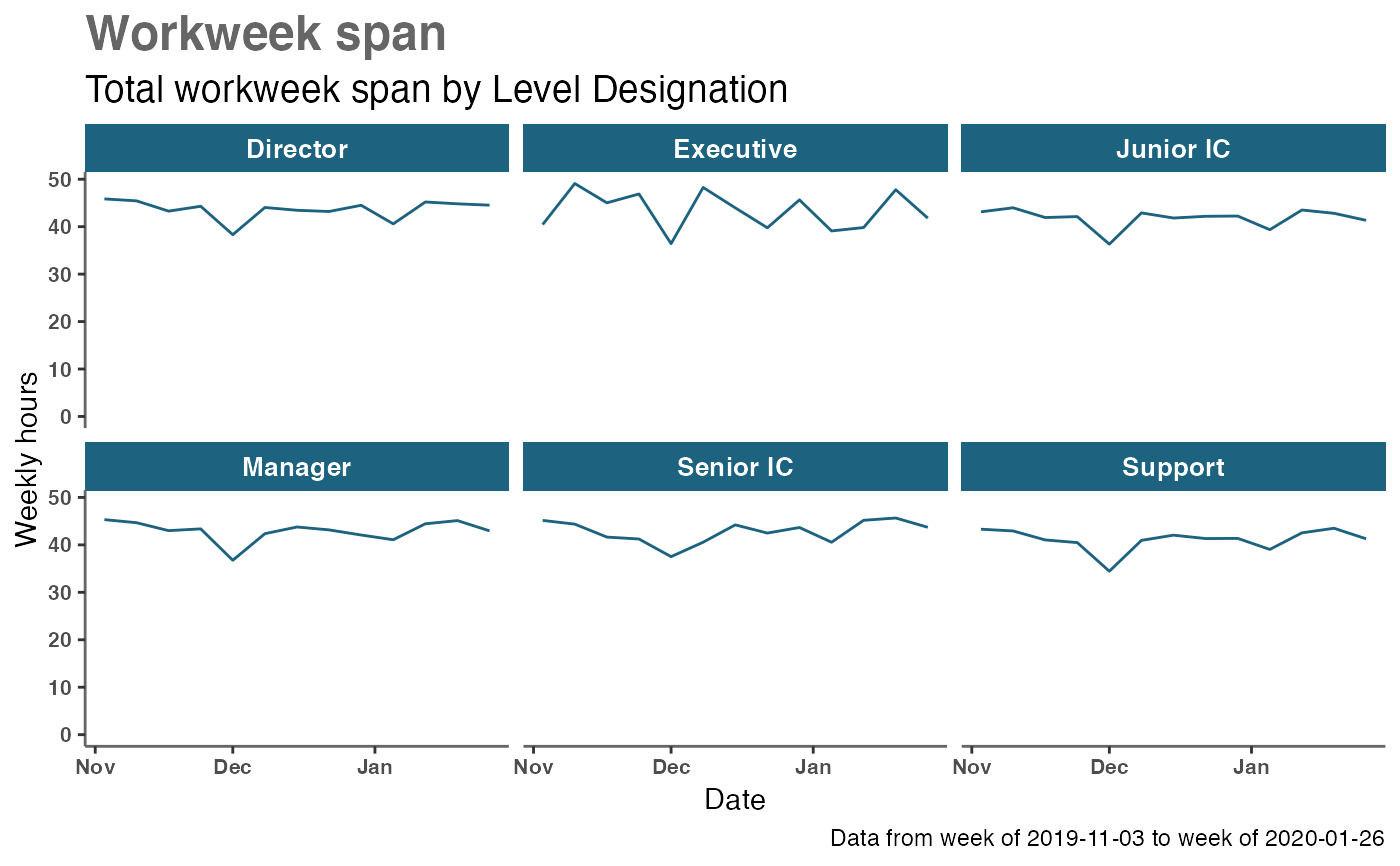 Workweek span
Total workweek span by Level Designation
Director
Executive
Junior IC
50
40
30
20
10
0
Weekly hours
Manager
Senior IC
Support
50
40
30
20
10
0
Nov Dec Jan
Nov Dec Jan
Nov Dec Jan
Date
Data from week of 2019-11-03 to week of 2020-01-26